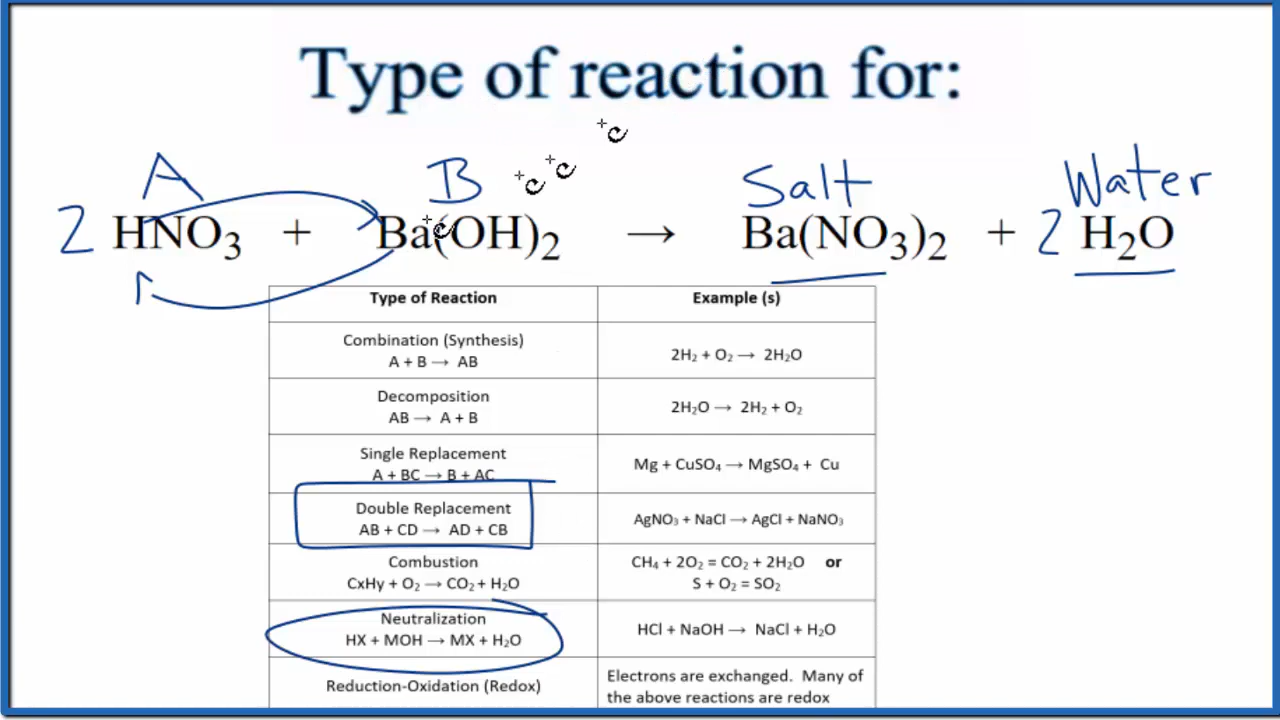 Type of reaction for:
A B Salt Water
2 HNO₃ + Ba(OH)₂ → Ba(NO₃)₂ + 2 H₂O
Type of Reaction Example (s)
Combination (Synthesis)
A + B → AB
2H₂ + O₂ → 2H₂O
Decomposition
AB → A + B
2H₂O → 2H₂ + O₂
Single Replacement
A + BC → B + AC
Mg + CuSO₄ → MgSO₄ + Cu
Double Replacement
AB + CD → AD + CB
AgNO₃ + NaCl → AgCl + NaNO₃
Combustion
CxHy + O₂ → CO₂ + H₂O
CH₄ + 2O₂ = CO₂ + 2H₂O or
S + O₂ = SO₂
Neutralization
HX + MOH → MX + H₂O
HCl + NaOH → NaCl + H₂O
Reduction-Oxidation (Redox)
Electrons are exchanged. Many of
the above reactions are redox